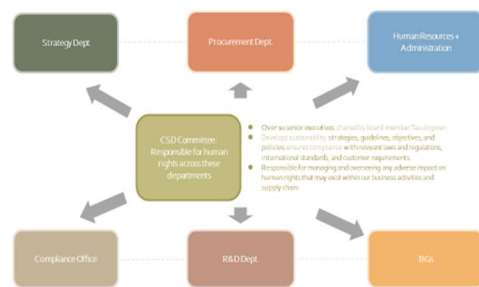 Strategy Dept
Procurement Dept.
Human Resources +
Administration
CSD Committee:
Responsible for human
rights across these
departments
Over 10 senior executives chaired by board member Tao Jingwen
Develops sustainability strategies, guidelines, objectives, and
policies ensures compliance with relevant laws and regulations,
international standards, and customer requirements.
Responsible for managing and overseeing any adverse impact on
human rights that may exist within our business activities and
supply chain.
Compliance Office
R&D Dept.
BGs